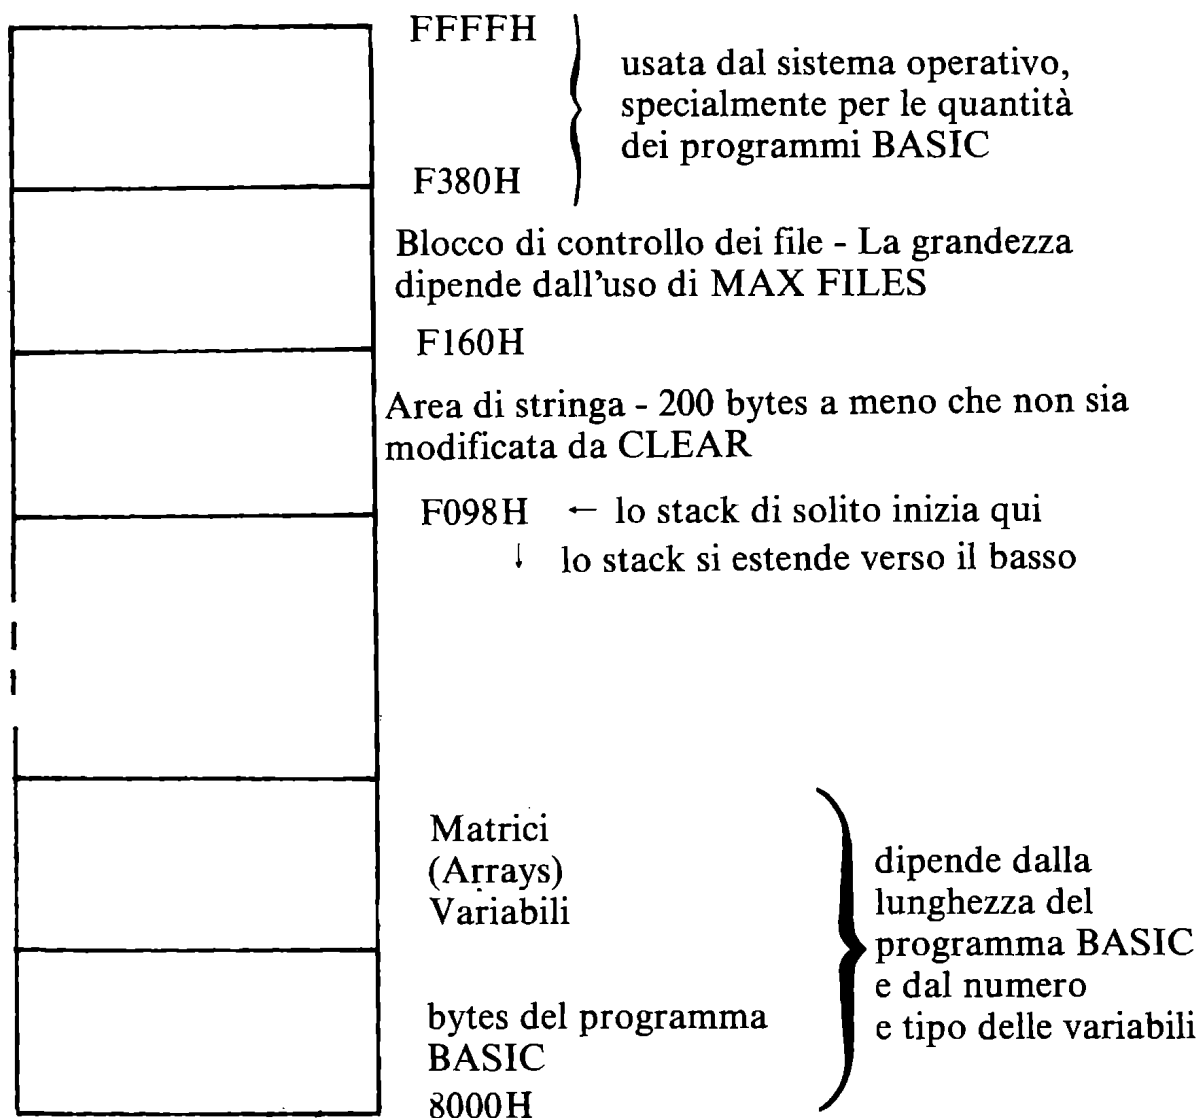 FFFFH
usata dal sistema operativo,
specialmente per le quantità
dei programmi BASIC
F380H
Blocco di controllo dei file - La grandezza
dipende dall'uso di MAX FILES
F160H
Area di stringa - 200 bytes a meno che non sia
modificata da CLEAR
F098H ← lo stack di solito inizia qui
↓ lo stack si estende verso il basso
Matrici
(Arrays)
Variabili
dipende dalla
lunghezza del
programma BASIC
e dal numero
e tipo delle variabili
bytes del programma
BASIC
8000H